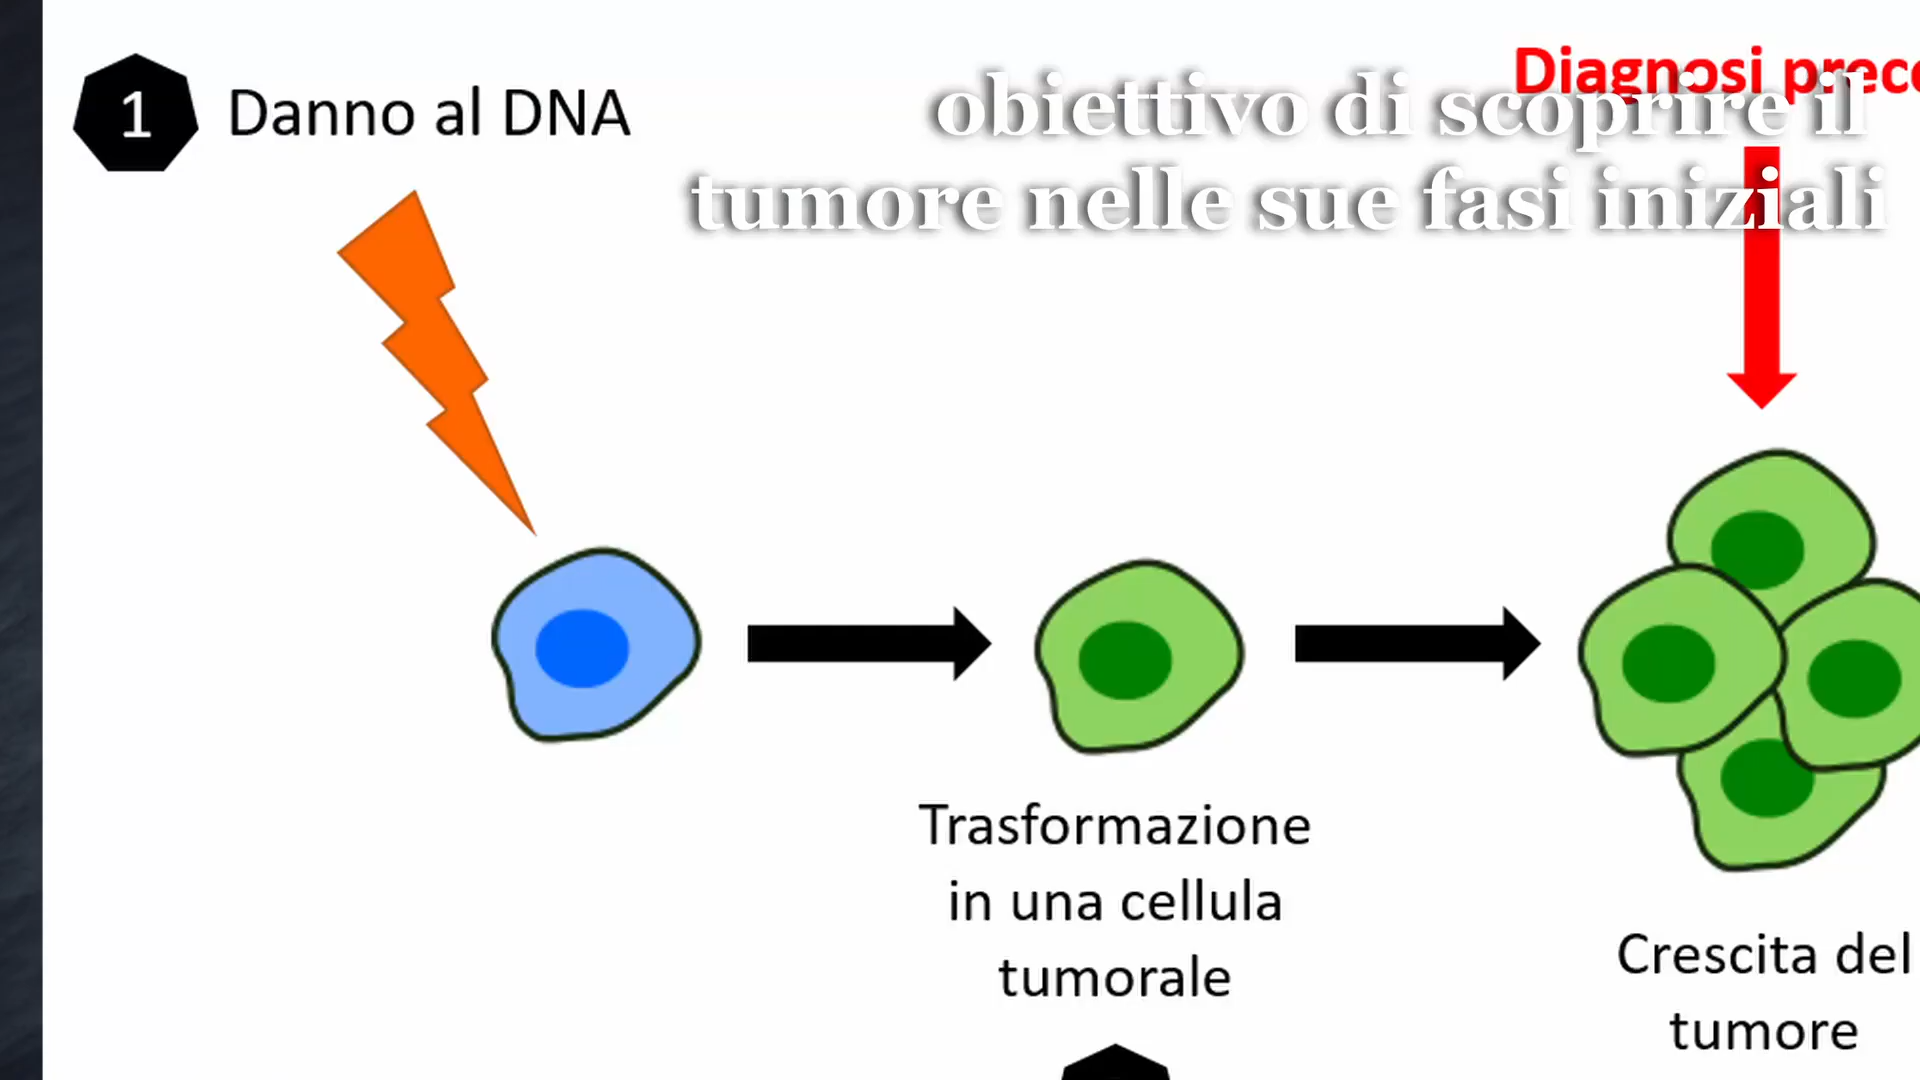 1 Danno al DNA
Diagnosi
obiettivo di scoprire il
tumore nelle sue fasi iniziali
Trasformazione
in una cellula
tumorale
Crescita del
tumore